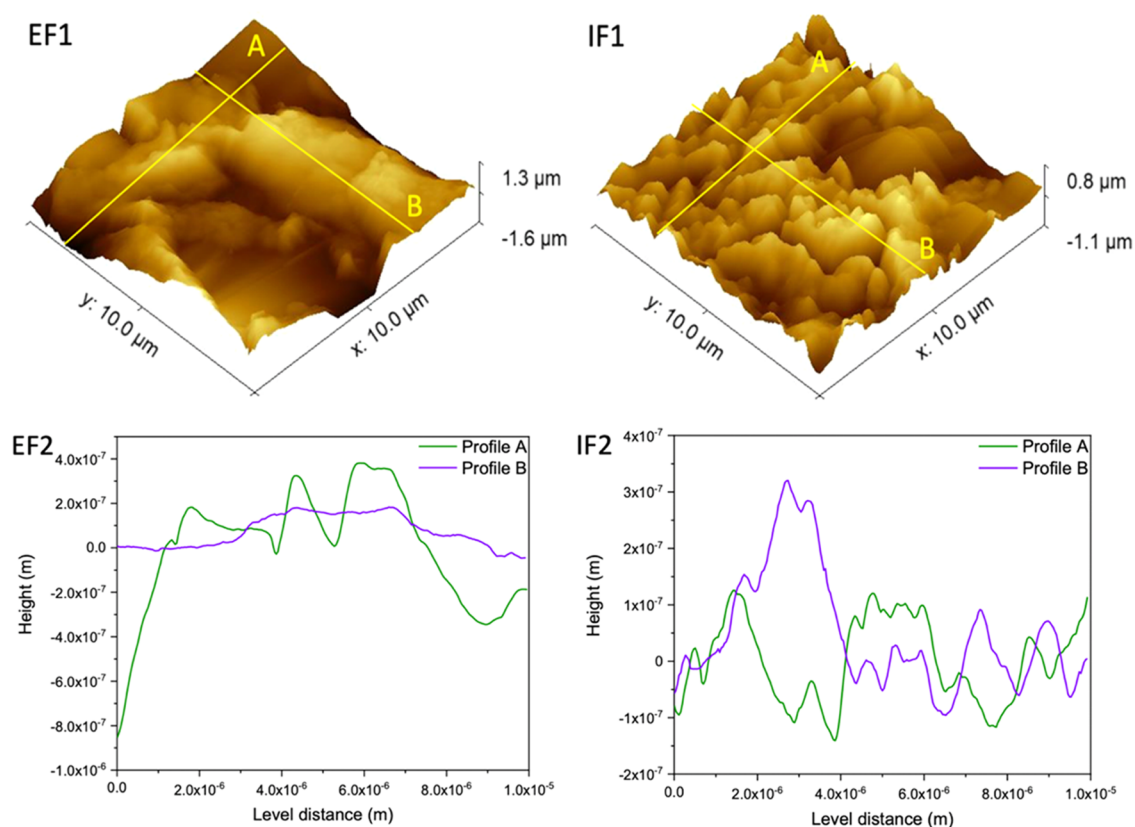 EF1
A
B
1.3 µm
-1.6 µm
y: 10.0 µm
x: 10.0 µm
IF1
A
B
0.8 µm
-1.1 µm
y: 10.0 µm
x: 10.0 µm
EF2
Profile A
Profile B
4.0x10⁻⁷
2.0x10⁻⁷
0.0
-2.0x10⁻⁷
-4.0x10⁻⁷
-6.0x10⁻⁷
-8.0x10⁻⁷
-1.0x10⁻⁶
Height (m)
0.0 2.0x10⁻⁶ 4.0x10⁻⁶ 6.0x10⁻⁶ 8.0x10⁻⁶ 1.0x10⁻⁵
Level distance (m)
IF2
Profile A
Profile B
4x10⁻⁷
3x10⁻⁷
2x10⁻⁷
1x10⁻⁷
0
-1x10⁻⁷
-2x10⁻⁷
Height (m)
0.0 2.0x10⁻⁶ 4.0x10⁻⁶ 6.0x10⁻⁶ 8.0x10⁻⁶ 1.0x10⁻⁵
Level distance (m)